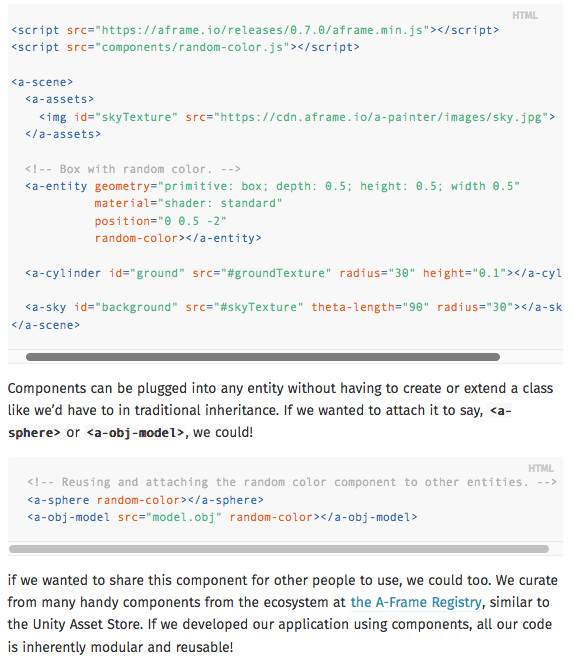 HTML
<script src="https://aframe.io/releases/0.7.0/aframe.min.js"></script>
<script src="components/random-color.js"></script>
<a-scene>
<a-assets>
<img id="skyTexture" src="https://cdn.aframe.io/a-painter/images/sky.jpg">
</a-assets>
<!-- Box with random color. -->
<a-entity geometry="primitive: box; depth: 0.5; height: 0.5; width 0.5"
material="shader: standard"
position="0 0.5 -2"
random-color></a-entity>
<a-cylinder id="ground" src="#groundTexture" radius="30" height="0.1"></a-cyl
<a-sky id="background" src="#skyTexture" theta-length="90" radius="30"></a-sk
</a-scene>
Components can be plugged into any entity without having to create or extend a class
like we'd have to in traditional inheritance. If we wanted to attach it to say, <a-
sphere> or <a-obj-model>, we could!
HTML
<!-- Reusing and attaching the random color component to other entities. -->
<a-sphere random-color></a-sphere>
<a-obj-model src="model.obj" random-color></a-obj-model>
if we wanted to share this component for other people to use, we could too. We curate
from many handy components from the ecosystem at the A-Frame Registry, similar to
the Unity Asset Store. If we developed our application using components, all our code
is inherently modular and reusable!